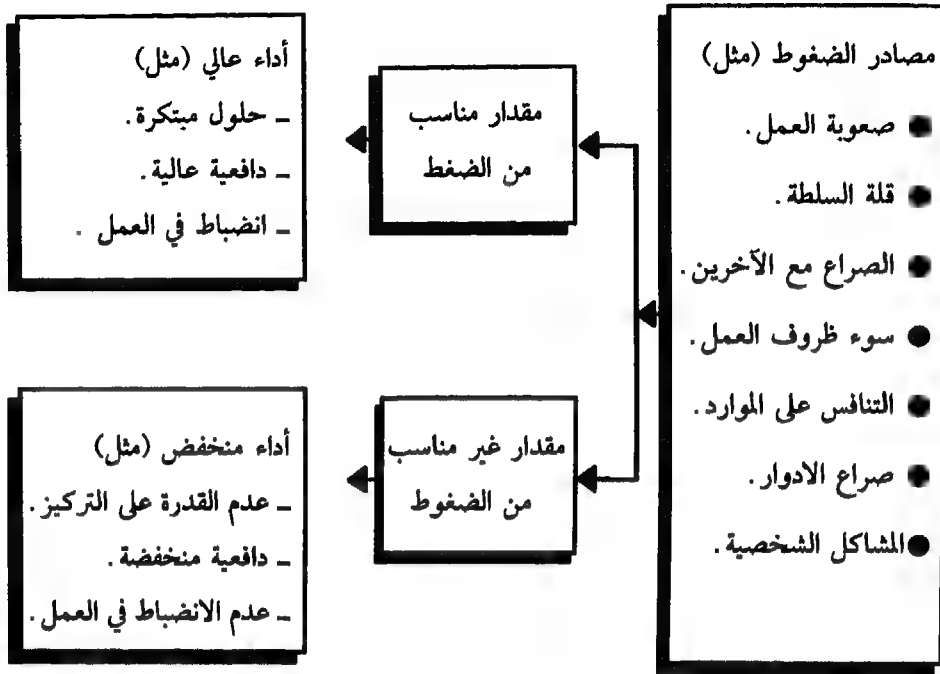 مصادر الضغوط (مثل)
● صعوبة العمل.
● قلة السلطة.
● الصراع مع الآخرين.
● سوء ظروف العمل.
● التنافس على الموارد.
● صراع الادوار.
● المشاكل الشخصية.
مقدار مناسب
من الضغط
أداء عالي (مثل)
ـ حلول مبتكرة.
ـ دافعية عالية.
ـ انضباط في العمل .
مقدار غير مناسب
من الضغوط
أداء منخفض (مثل)
ـ عدم القدرة على التركيز.
ـ دافعية منخفضة.
ـ عدم الانضباط في العمل.